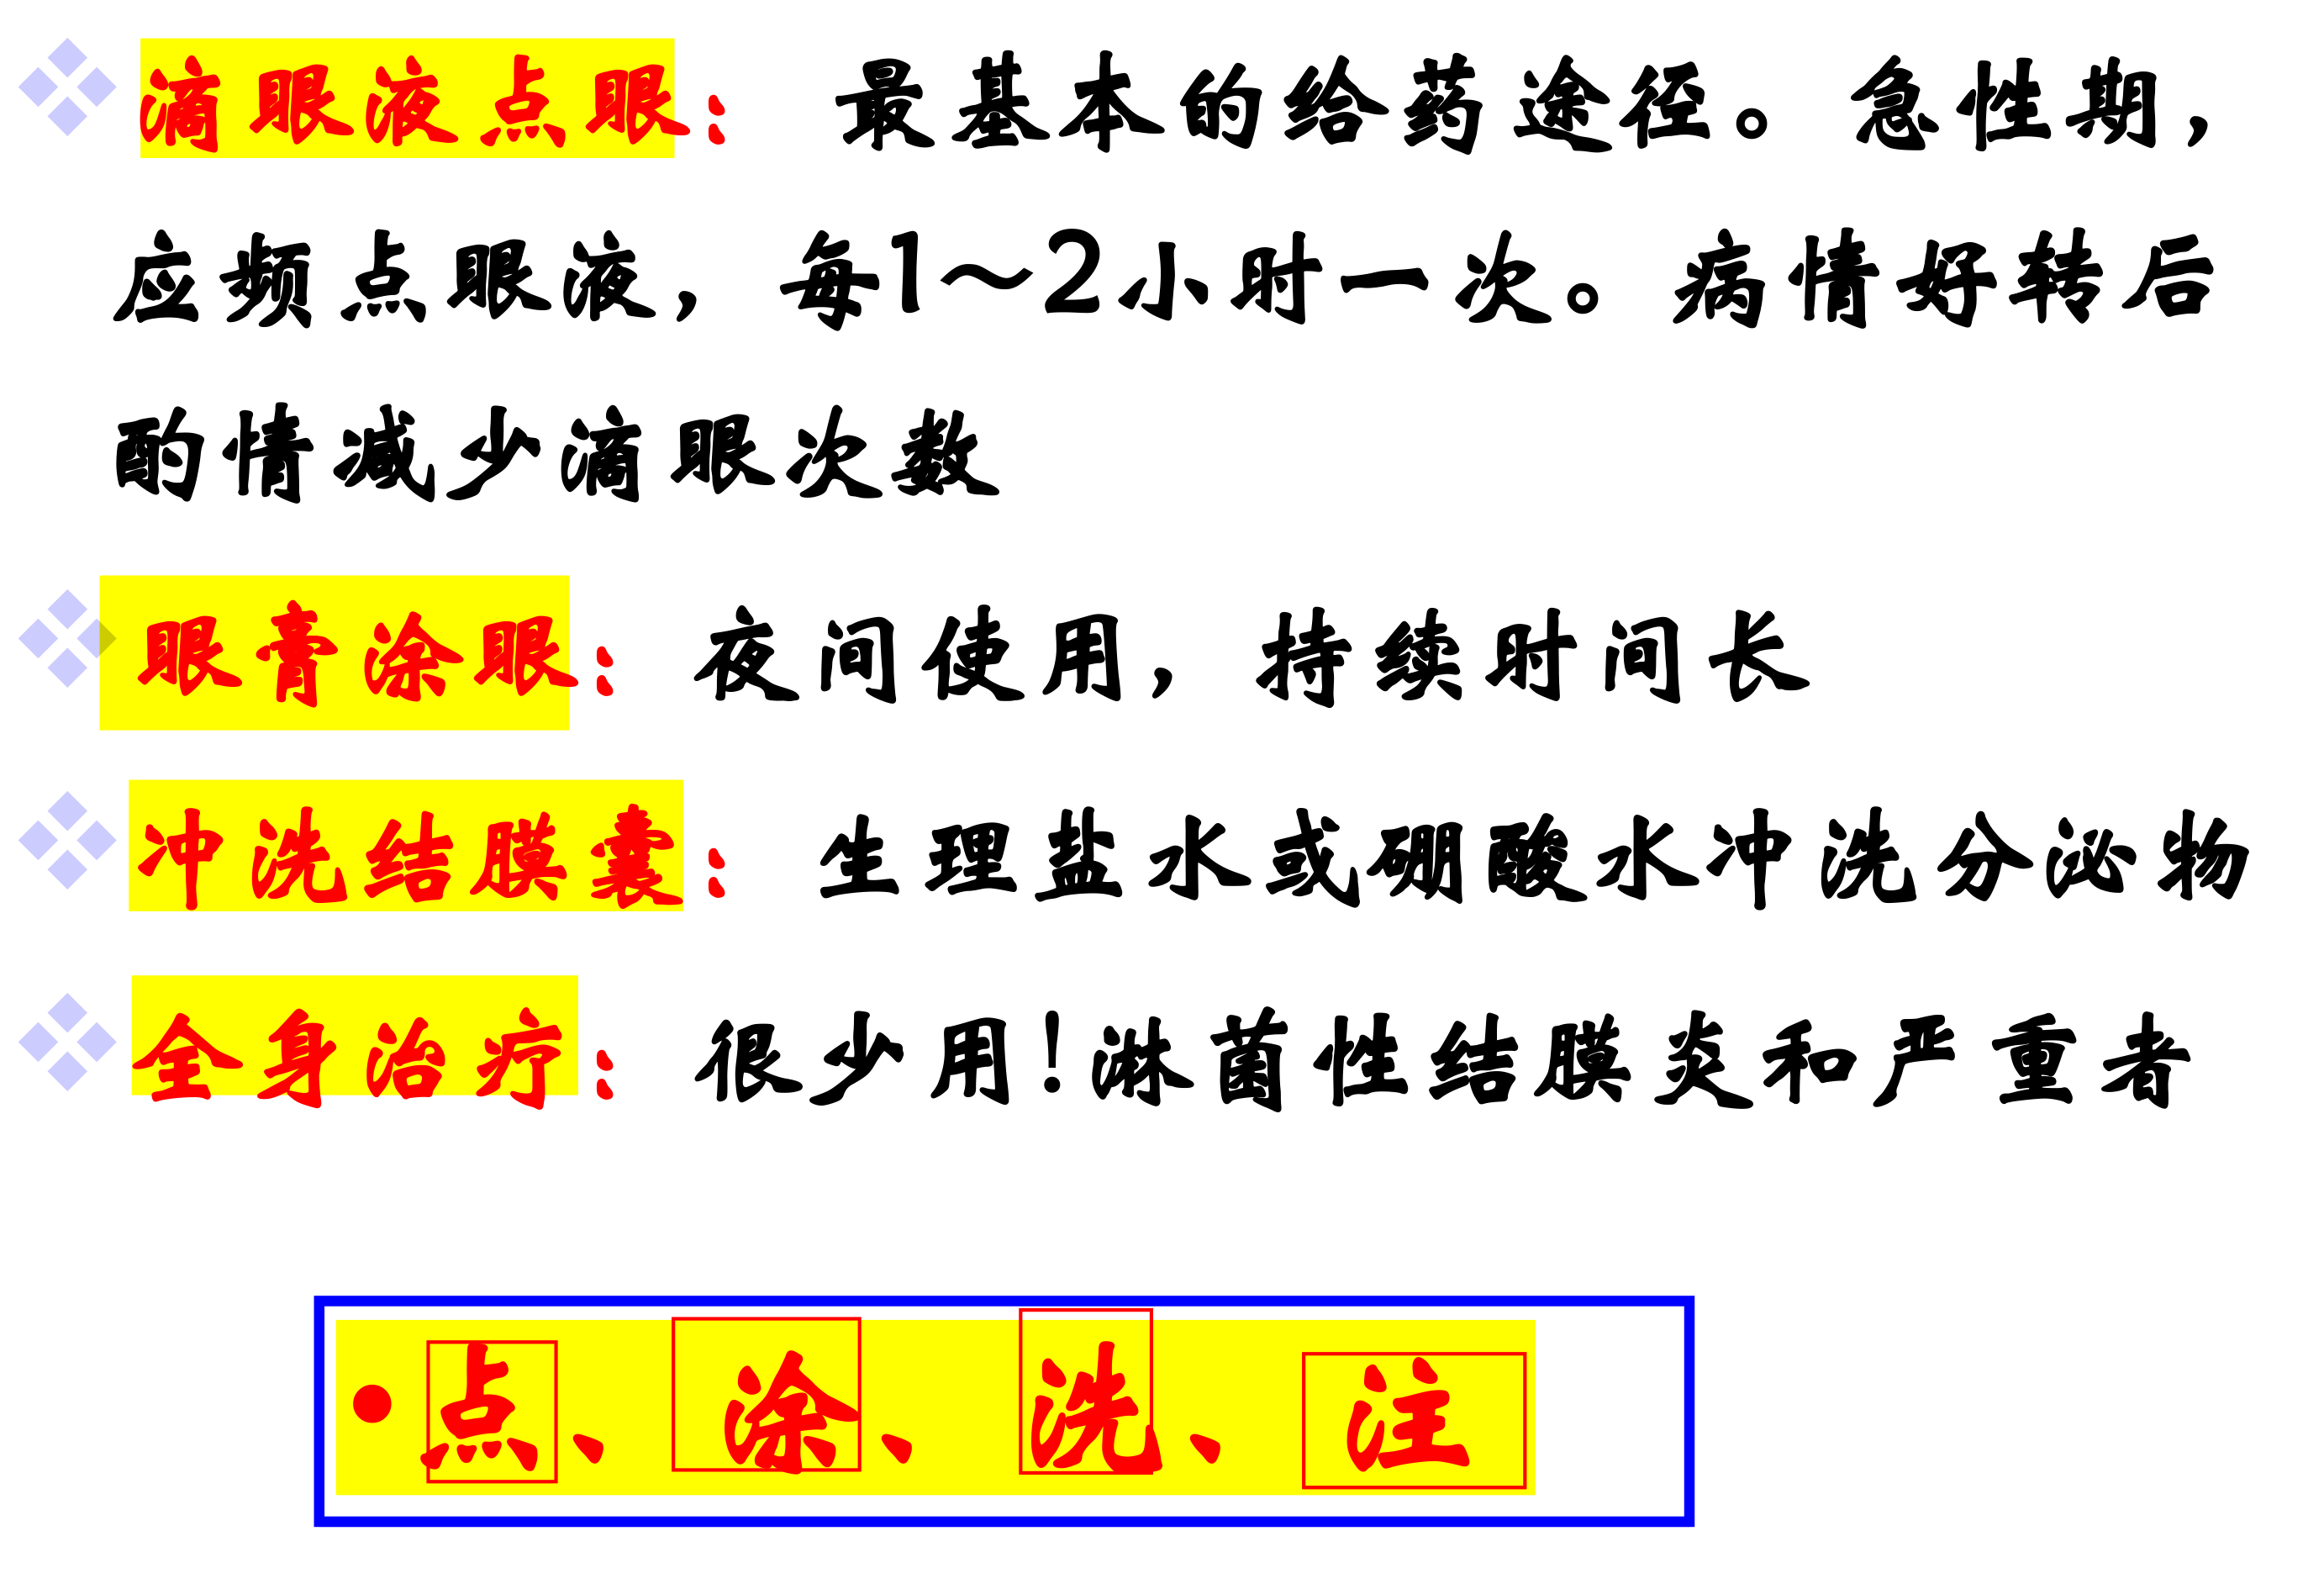 滴眼液点眼： 最基本的给药途径。急性期，
应频点眼液，每1~2小时一次。病情好转后
酌情减少滴眼次数
眼膏涂眼：夜间使用，持续时间长
冲洗结膜囊： 生理盐水或硼酸水冲洗分泌物
全身治疗： 很少用!淋菌性结膜炎和严重者
•点、涂、洗、注